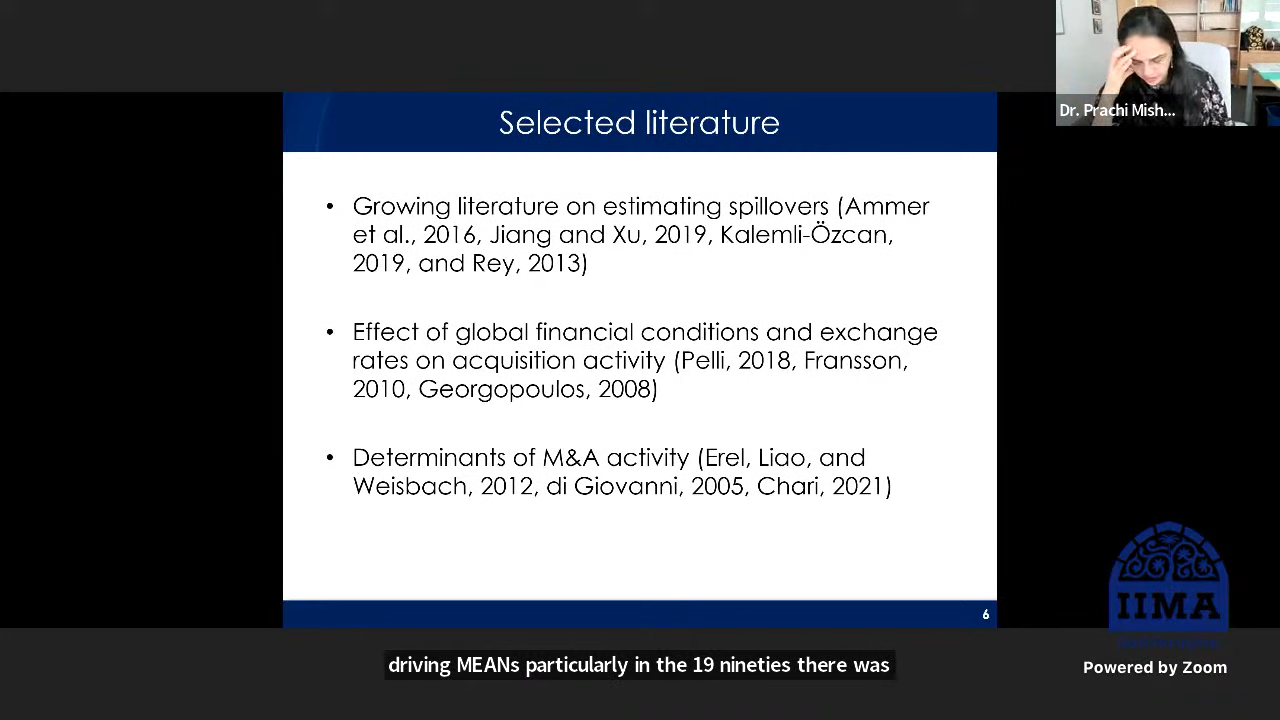 Dr. Prachi Mish...
Selected literature
• Growing literature on estimating spillovers (Ammer
et al., 2016, Jiang and Xu, 2019, Kalemli-Özcan,
2019, and Rey, 2013)
• Effect of global financial conditions and exchange
rates on acquisition activity (Pelli, 2018, Fransson,
2010, Georgopoulos, 2008)
• Determinants of M&A activity (Erel, Liao, and
Weisbach, 2012, di Giovanni, 2005, Chari, 2021)
6
IIMA
driving MEANs particularly in the 19 nineties there was
Powered by Zoom